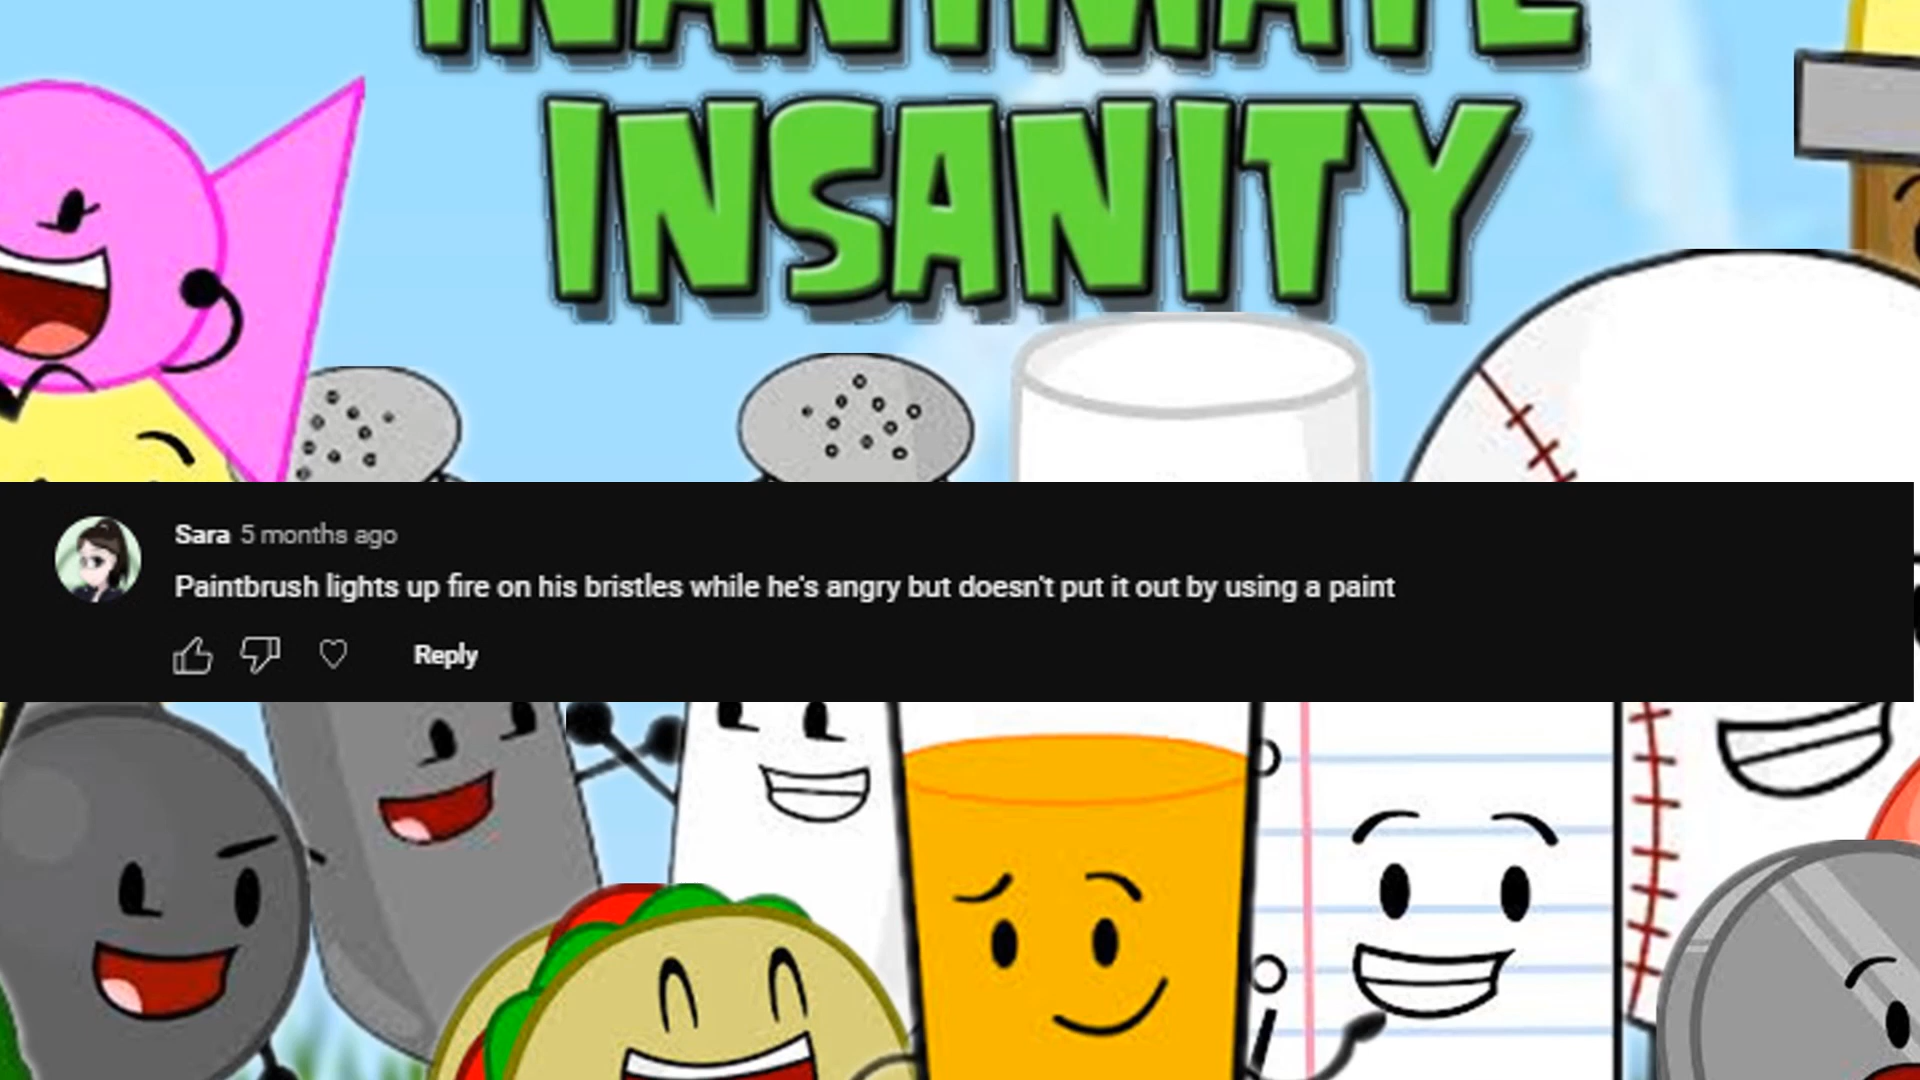 INANIMATE
INSANITY
Sara 5 months ago
Paintbrush lights up fire on his bristles while he's angry but doesn't put it out by using a paint
Reply